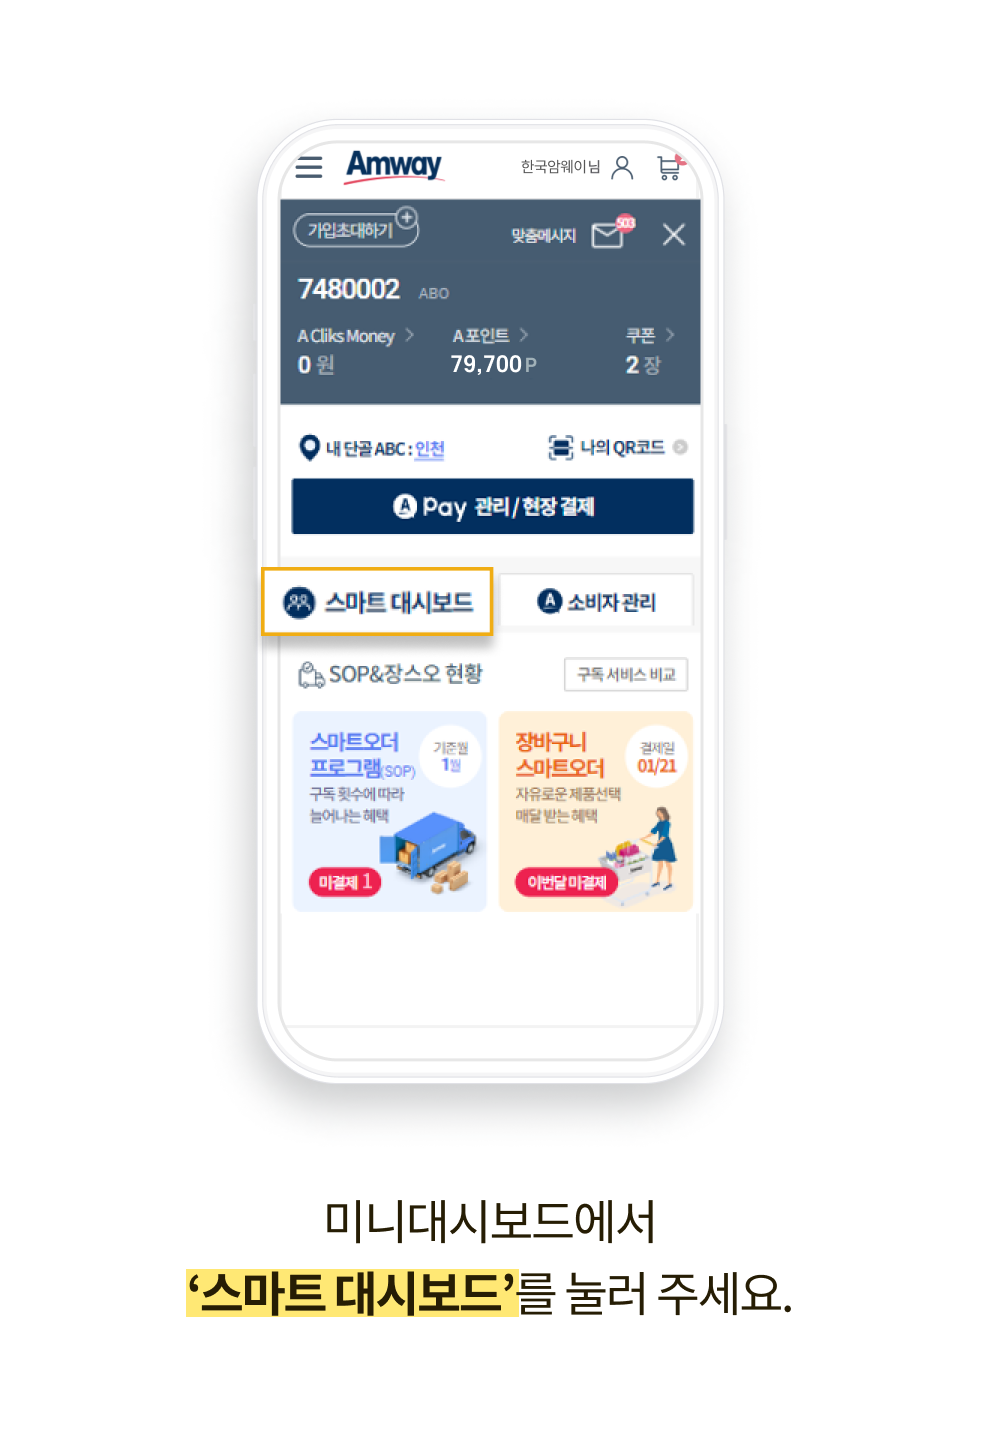 Amway
한국암웨이님
가입초대하기
맞춤메시지
503
7480002 ABO
A Cliks Money
A 포인트
쿠폰
0 원
79,700 P
2 장
내 단골 ABC : 인천
나의 QR코드
A Pay 관리 / 현장 결제
스마트 대시보드
A 소비자 관리
SOP&장스오 현황
구독 서비스 비교
스마트오더
프로그램(SOP)
기준월
1월
구독 횟수에 따라
늘어나는 혜택
미결제 1
장바구니
스마트오더
결제일
01/21
자유로운 제품선택
매달 받는 혜택
이번달 미결제
미니대시보드에서
‘스마트 대시보드’를 눌러 주세요.